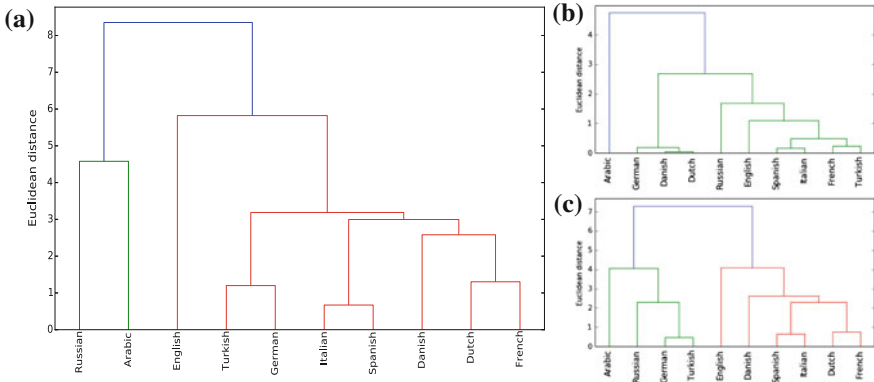 (a)
Euclidean distance
8
7
6
5
4
3
2
1
0
Russian
Arabic
English
Turkish
German
Italian
Spanish
Danish
Dutch
French
(b)
Euclidean distance
4
3
2
1
0
Arabic
German
Danish
Dutch
Russian
English
Spanish
Italian
French
Turkish
(c)
Euclidean distance
7
6
5
4
3
2
1
0
Arabic
Russian
German
Turkish
English
Danish
Spanish
Italian
Dutch
French